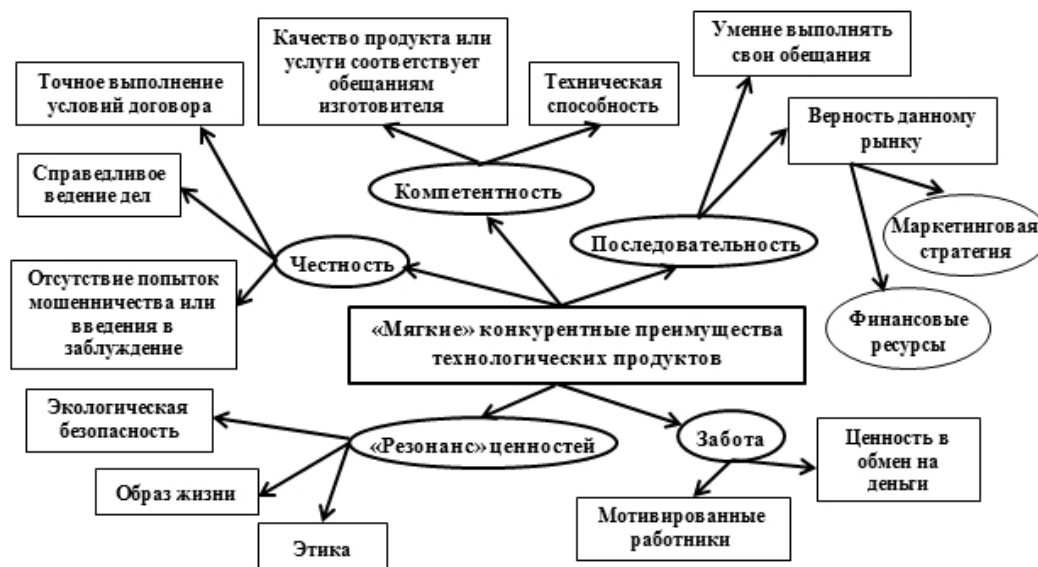 Качество продукта или
услуги соответствует
обещаниям
изготовителя
Умение выполнять
свои обещания
Точное выполнение
условий договора
Техническая
способность
Верность данному
рынку
Справедливое
ведение дел
Компетентность
Маркетинговая
стратегия
Последовательность
Честность
Отсутствие попыток
мошенничества или
введения в
заблуждение
«Мягкие» конкурентные преимущества
технологических продуктов
Финансовые
ресурсы
Экологическая
безопасность
«Резонанс» ценностей
Забота
Ценность в
обмен на
деньги
Образ жизни
Мотивированные
работники
Этика